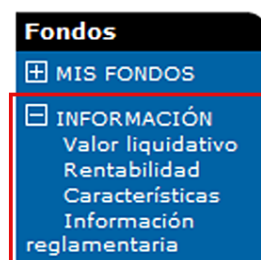 Fondos
MIS FONDOS
INFORMACIÓN
Valor liquidativo
Rentabilidad
Características
Información
reglamentaria